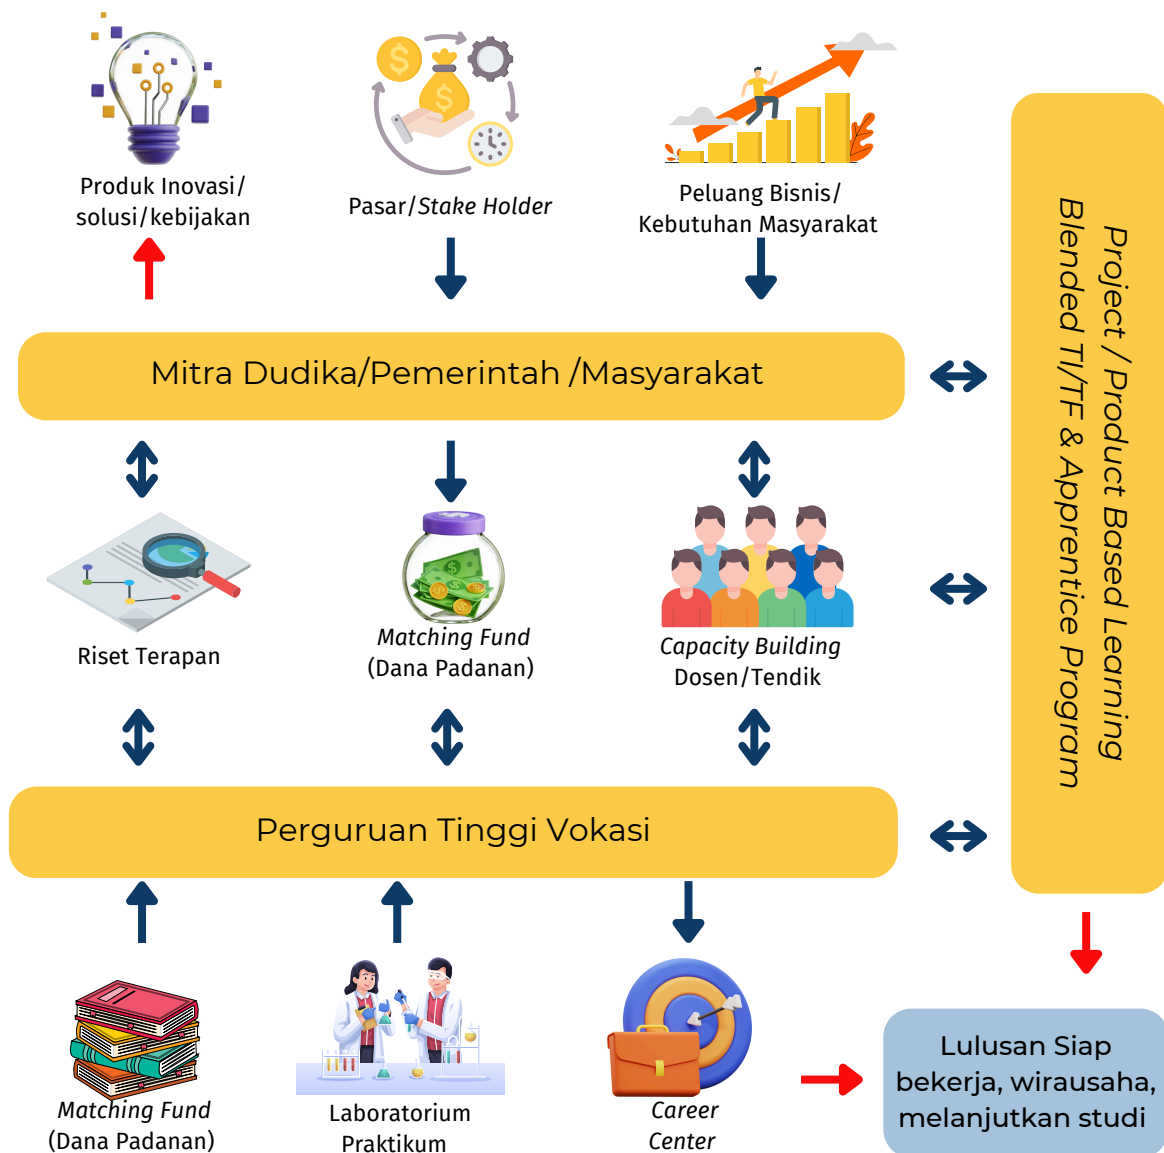 Produk Inovasi/
solusi/kebijakan
Pasar/Stake Holder
Peluang Bisnis/
Kebutuhan Masyarakat
Mitra Dudika/Pemerintah /Masyarakat
Project / Product Based Learning
Blended TI/TF & Apprentice Program
Riset Terapan
Matching Fund
(Dana Padanan)
Capacity Building
Dosen/Tendik
Perguruan Tinggi Vokasi
Matching Fund
(Dana Padanan)
Laboratorium
Praktikum
Career
Center
Lulusan Siap
bekerja, wirausaha,
melanjutkan studi